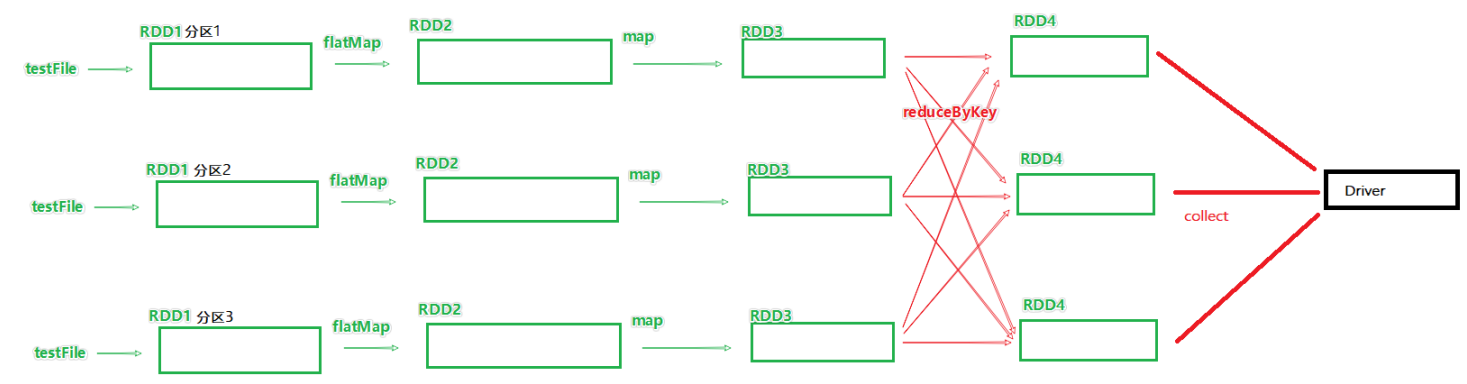 RDD1 分区1
flatMap
RDD2
map
RDD3
RDD4
testFile
reduceByKey
RDD1 分区2
flatMap
RDD2
map
RDD3
RDD4
testFile
Driver
collect
RDD1 分区3
flatMap
RDD2
map
RDD3
RDD4
testFile